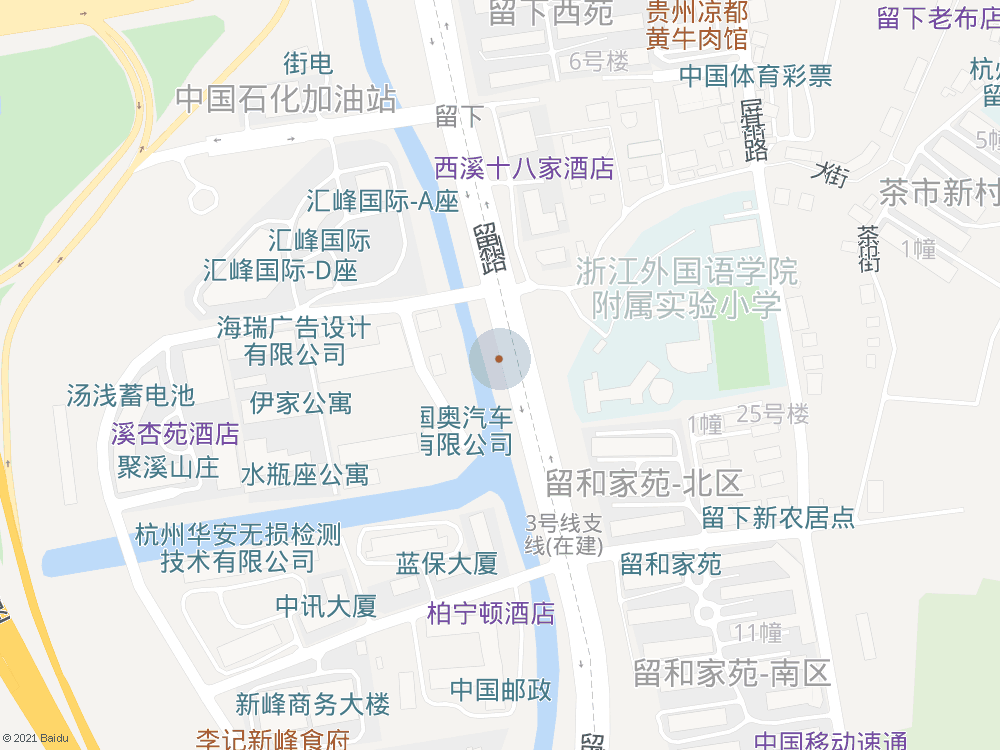 留下西苑
贵州凉都
黄牛肉馆
留下老布店
街电
6号楼
中国体育彩票
杭州
留
中国石化加油站
留下
屏基路
5幢
西溪十八家酒店
大街
茶市新村
汇峰国际-A座
留和路
茶市街
1幢
汇峰国际
汇峰国际-D座
浙江外国语学院
附属实验小学
海瑞广告设计
有限公司
汤浅蓄电池
伊家公寓
国奥汽车
有限公司
1幢
25号楼
溪杏苑酒店
聚溪山庄
水瓶座公寓
留和家苑-北区
杭州华安无损检测
技术有限公司
3号线支
线(在建)
留下新农居点
蓝保大厦
留和家苑
中讯大厦
柏宁顿酒店
11幢
留和家苑-南区
中国邮政
新峰商务大楼
李记新峰食府
留
中国移动速通
© 2021 Baidu